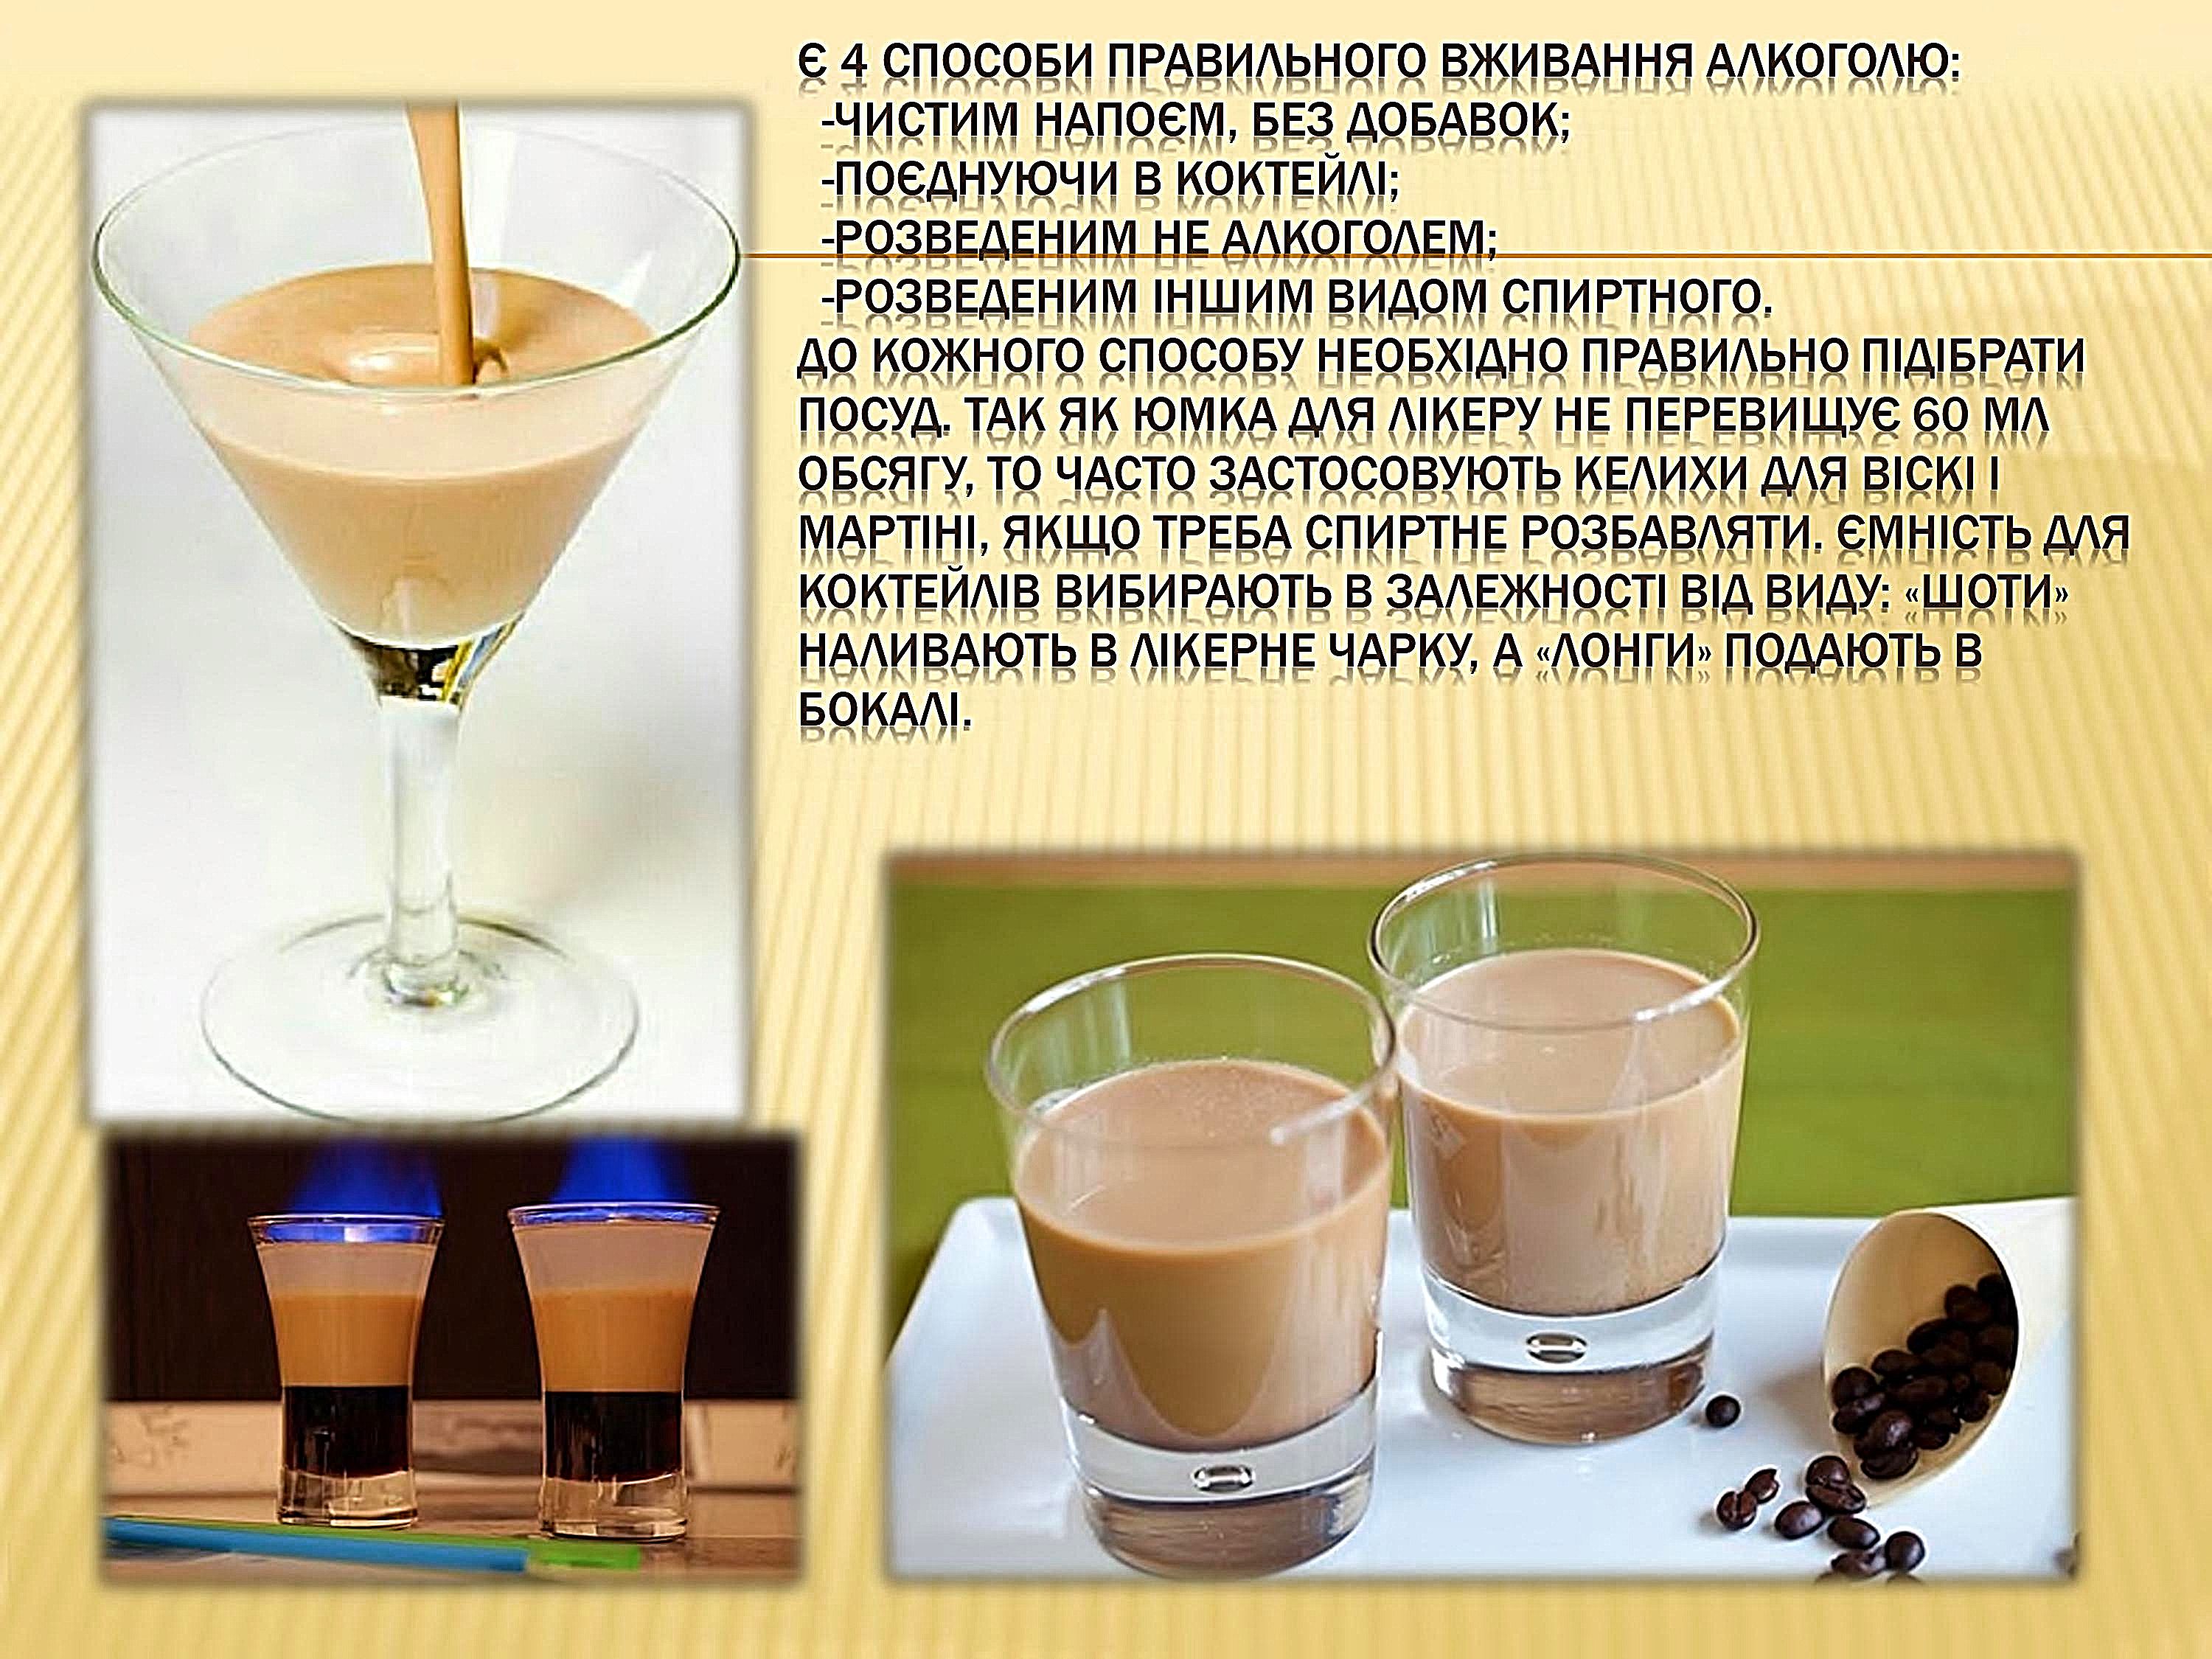 Є 4 СПОСОБИ ПРАВИЛЬНОГО ВЖИВАННЯ АЛКОГОЛЮ:
-ЧИСТИМ НАПОЄМ, БЕЗ ДОБАВОК;
-ПОЄДНУЮЧИ В КОКТЕЙЛІ;
-РОЗВЕДЕНИМ НЕ АЛКОГОЛЕМ;
-РОЗВЕДЕНИМ ІНШИМ ВИДОМ СПИРТНОГО.
ДО КОЖНОГО СПОСОБУ НЕОБХІДНО ПРАВИЛЬНО ПІДІБРАТИ
ПОСУД. ТАК ЯК ЮМКА ДЛЯ ЛІКЕРУ НЕ ПЕРЕВИЩУЄ 60 МЛ
ОБСЯГУ, ТО ЧАСТО ЗАСТОСОВУЮТЬ КЕЛИХИ ДЛЯ ВІСКІ І
МАРТІНІ, ЯКЩО ТРЕБА СПИРТНЕ РОЗБАВЛЯТИ. ЄМНІСТЬ ДЛЯ
КОКТЕЙЛІВ ВИБИРАЮТЬ В ЗАЛЕЖНОСТІ ВІД ВИДУ: «ШОТИ»
НАЛИВАЮТЬ В ЛІКЕРНЕ ЧАРКУ, А «ЛОНГИ» ПОДАЮТЬ В
БОКАЛІ.